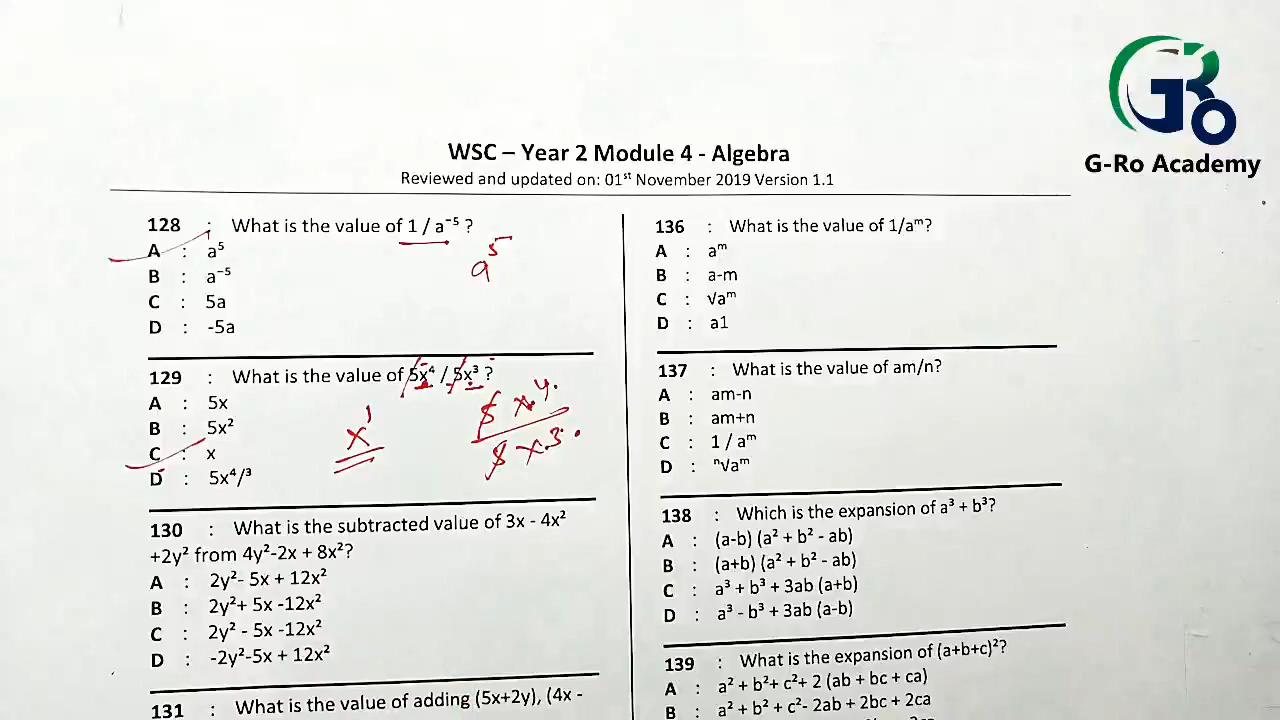 GRo
G-Ro Academy
WSC – Year 2 Module 4 - Algebra
Reviewed and updated on: 01st November 2019 Version 1.1
128 : What is the value of 1 / a⁻⁵ ?
A : a⁵
B : a⁻⁵
C : 5a
D : -5a
a⁵
129 : What is the value of 5x⁴ / 5x³ ?
A : 5x
B : 5x²
C : x
D : 5x⁴/³
x¹
5 x⁴
5 x³
130 : What is the subtracted value of 3x - 4x²
+2y² from 4y²-2x + 8x²?
A : 2y²- 5x + 12x²
B : 2y²+ 5x -12x²
C : 2y² - 5x -12x²
D : -2y²-5x + 12x²
131 : What is the value of adding (5x+2y), (4x -
136 : What is the value of 1/aᵐ?
A : aᵐ
B : a-m
C : √aᵐ
D : a1
137 : What is the value of am/n?
A : am-n
B : am+n
C : 1 / aᵐ
D : ⁿ√aᵐ
138 : Which is the expansion of a³ + b³?
A : (a-b) (a² + b² - ab)
B : (a+b) (a² + b² - ab)
C : a³ + b³ + 3ab (a+b)
D : a³ - b³ + 3ab (a-b)
139 : What is the expansion of (a+b+c)²?
A : a² + b²+ c²+ 2 (ab + bc + ca)
B : a² + b² + c²- 2ab + 2bc + 2ca